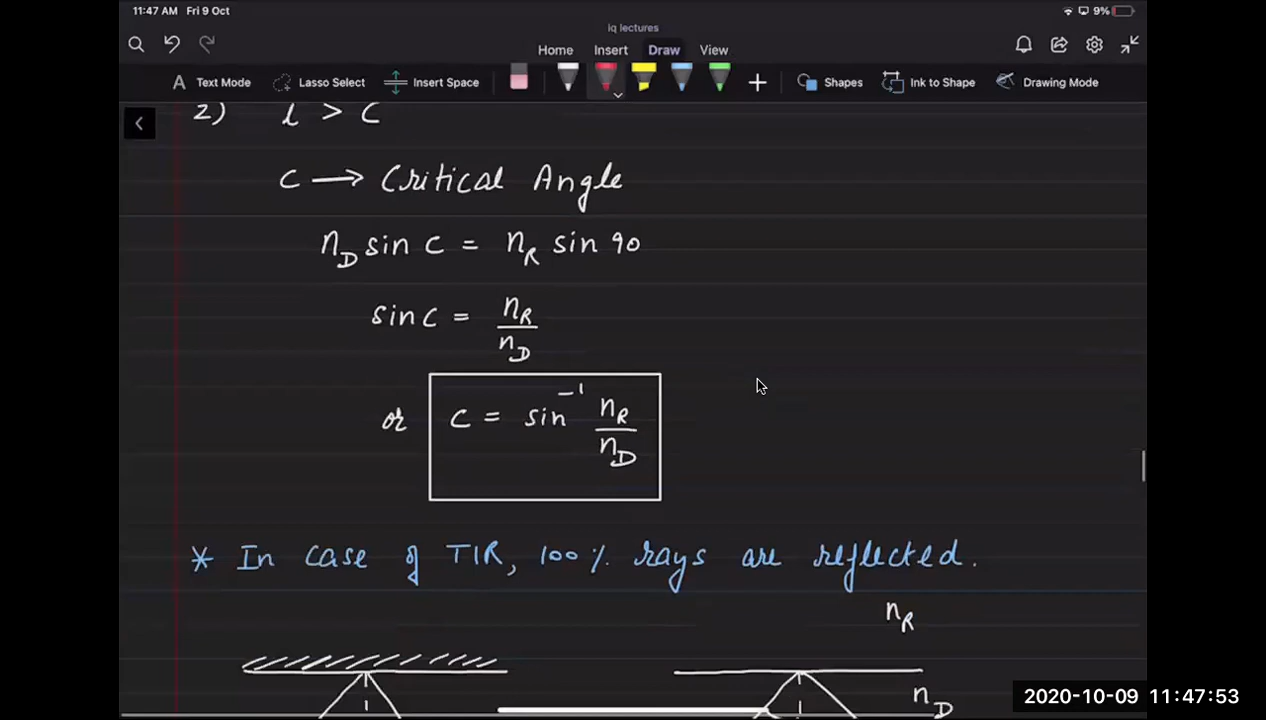 11:47 AM Fri 9 Oct
9%
iq lectures
Home Insert Draw View
A Text Mode Lasso Select Insert Space Shapes Ink to Shape Drawing Mode
2) i > C
C → Critical Angle
n_D sin C = n_R sin 90
sin C = n_R / n_D
or C = sin⁻¹ n_R / n_D
* In case of TIR, 100% rays are reflected.
n_R
n_D
2020-10-09 11:47:53